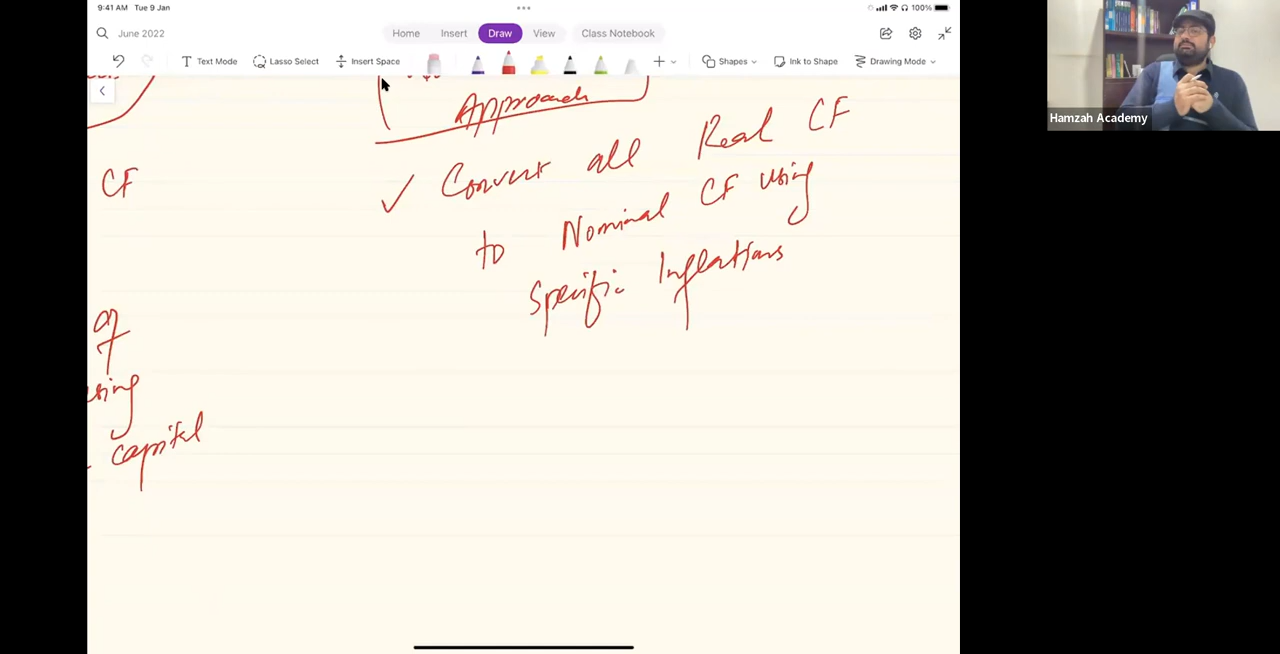 9:41 AM Tue 9 Jan
100%
June 2022
Home Insert Draw View Class Notebook
Text Mode Lasso Select Insert Space Shapes Ink to Shape Drawing Mode
Hamzah Academy
Approach
CF
✓ Convert all Real CF
to Nominal CF using
specific Inflations
of
using
capital